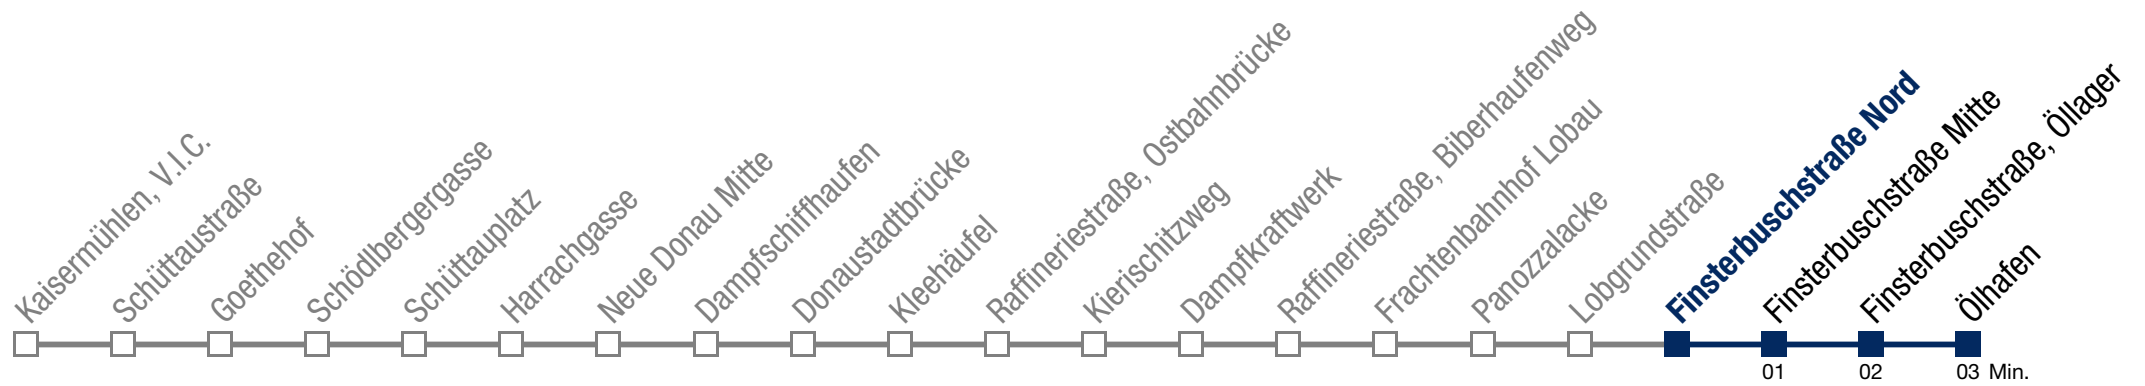 Kaisermühlen, V.I.C.
Schüttaustraße
Goethehof
Schödlbergergasse
Schüttauplatz
Harrachgasse
Neue Donau Mitte
Dampfschiffhaufen
Donaustadtbrücke
Kleehäufel
Raffineriestraße, Ostbahnbrücke
Kierischitzweg
Dampfkraftwerk
Raffineriestraße, Biberhaufenweg
Frachtenbahnhof Lobau
Panozzalacke
Lobgrundstraße
Finsterbuschstraße Nord
Finsterbuschstraße Mitte
Finsterbuschstraße, Öllager
Ölhafen
01 02 03 Min.